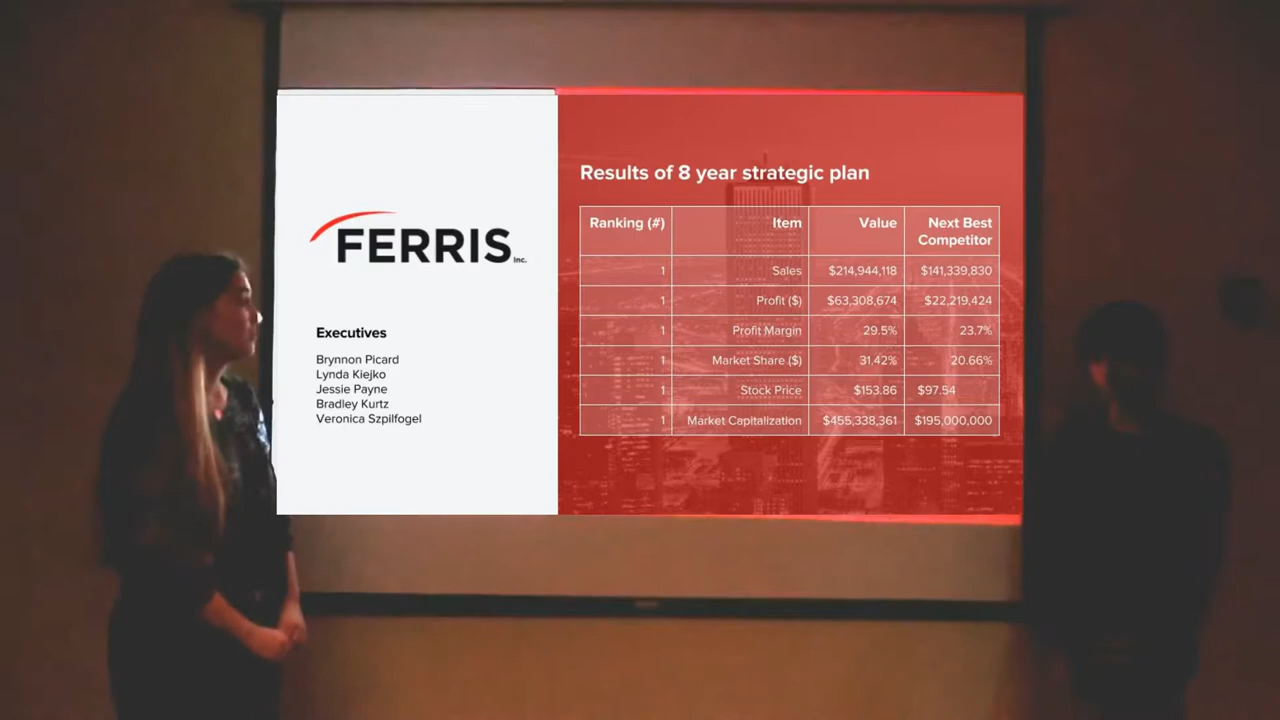 FERRIS Inc.
Executives
Brynnon Picard
Lynda Kiejko
Jessie Payne
Bradley Kurtz
Veronica Szpilfogel
Results of 8 year strategic plan
Ranking (#) Item Value Next Best
Competitor
1 Sales $214,944,118 $141,339,830
1 Profit ($) $63,308,674 $22,219,424
1 Profit Margin 29.5% 23.7%
1 Market Share ($) 31.42% 20.66%
1 Stock Price $153.86 $97.54
1 Market Capitalization $455,338,361 $195,000,000